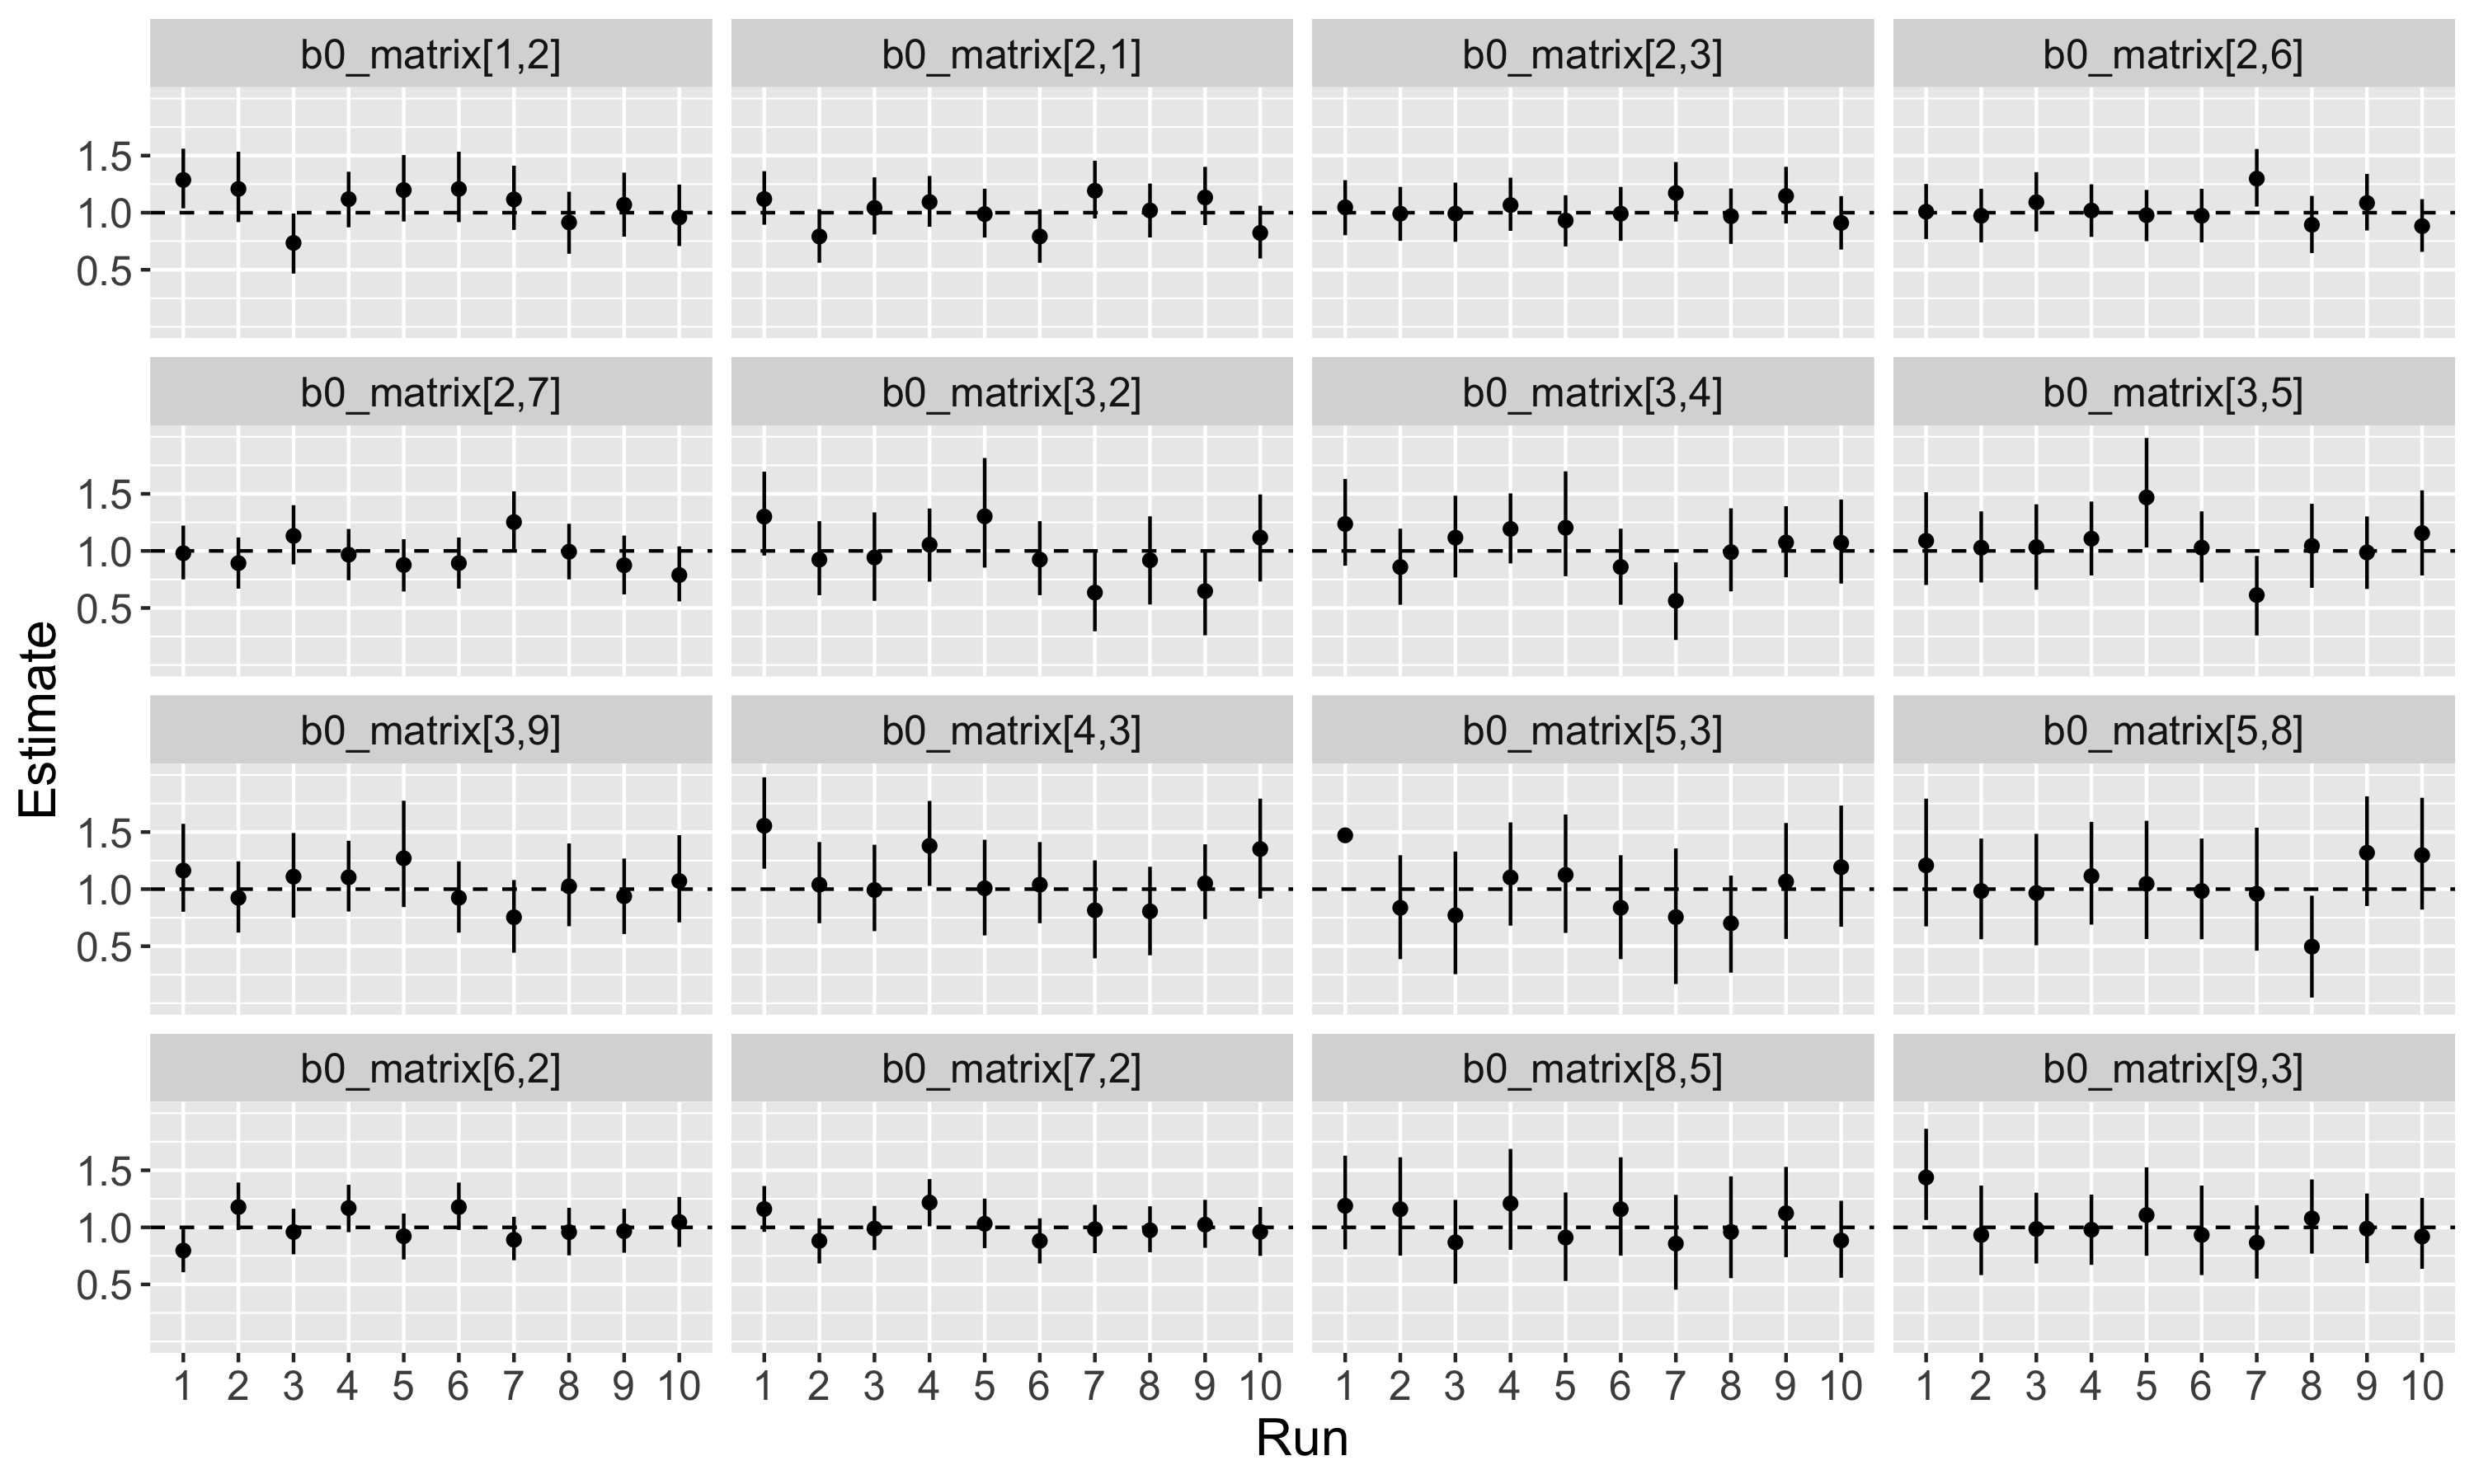 b0_matrix[1,2] b0_matrix[2,1] b0_matrix[2,3] b0_matrix[2,6]
1.5
1.0
0.5
b0_matrix[2,7] b0_matrix[3,2] b0_matrix[3,4] b0_matrix[3,5]
1.5
1.0
0.5
Estimate
b0_matrix[3,9] b0_matrix[4,3] b0_matrix[5,3] b0_matrix[5,8]
1.5
1.0
0.5
b0_matrix[6,2] b0_matrix[7,2] b0_matrix[8,5] b0_matrix[9,3]
1.5
1.0
0.5
1 2 3 4 5 6 7 8 9 10 1 2 3 4 5 6 7 8 9 10 1 2 3 4 5 6 7 8 9 10 1 2 3 4 5 6 7 8 9 10
Run